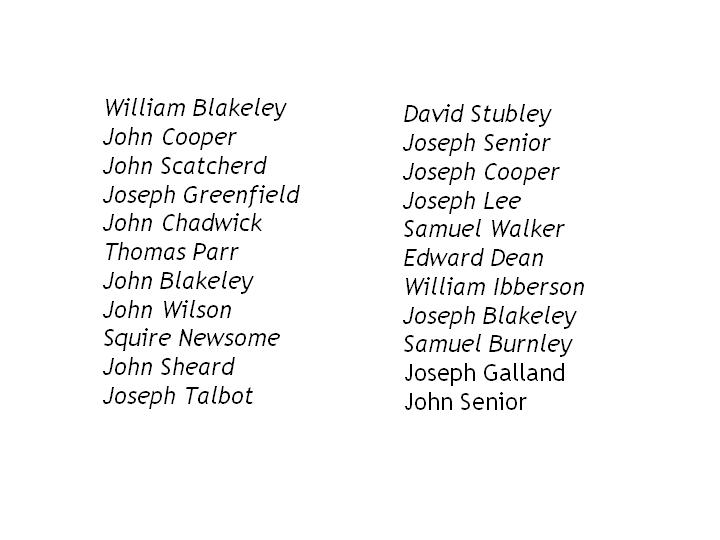 William Blakeley
John Cooper
John Scatcherd
Joseph Greenfield
John Chadwick
Thomas Parr
John Blakeley
John Wilson
Squire Newsome
John Sheard
Joseph Talbot
David Stubley
Joseph Senior
Joseph Cooper
Joseph Lee
Samuel Walker
Edward Dean
William Ibberson
Joseph Blakeley
Samuel Burnley
Joseph Galland
John Senior